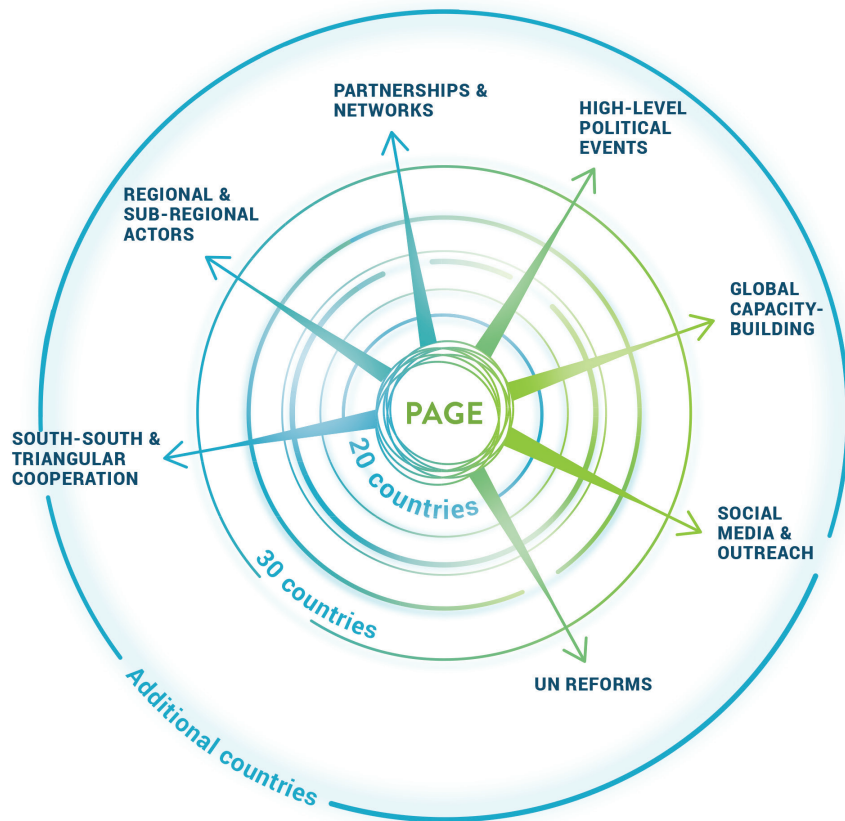 PARTNERSHIPS &
NETWORKS
HIGH-LEVEL
POLITICAL
EVENTS
REGIONAL &
SUB-REGIONAL
ACTORS
GLOBAL
CAPACITY-
BUILDING
PAGE
SOUTH-SOUTH &
TRIANGULAR
COOPERATION
20 countries
SOCIAL
MEDIA &
OUTREACH
30 countries
UN REFORMS
Additional countries